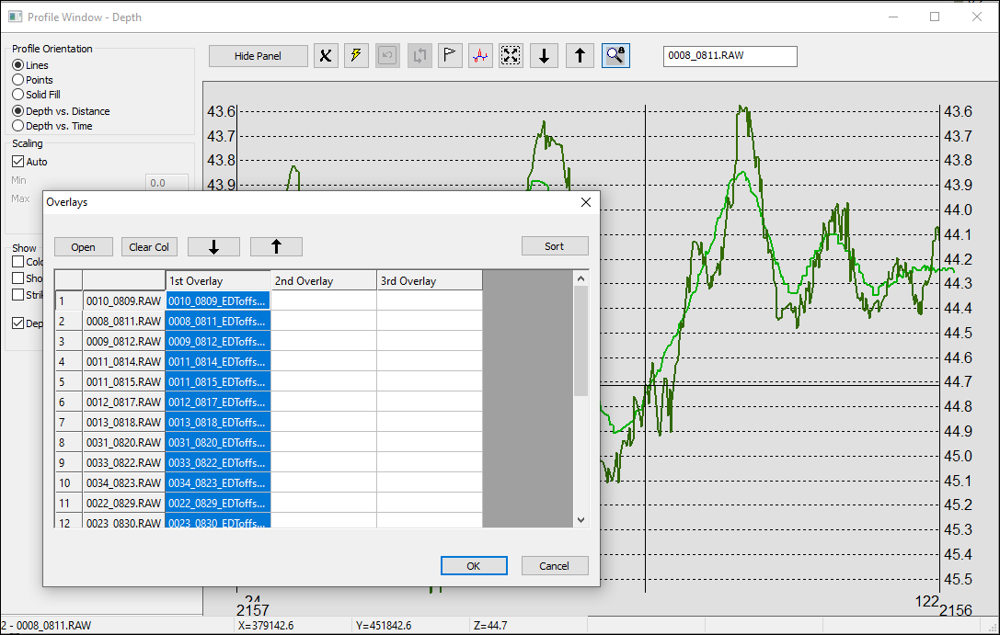 Profile Window - Depth
Profile Orientation
Lines
Points
Solid Fill
Depth vs. Distance
Depth vs. Time
Scaling
Auto
Min
0.0
Max
Show
Colo
Sho
Strik
Dep
Hide Panel
0008_0811.RAW
43.6 43.6
43.7 43.7
43.8 43.8
43.9 43.9
44.0
44.1
44.2
44.3
44.4
44.5
44.6
44.7
44.8
44.9
45.0
45.1
45.2
45.3
45.4
45.5
Overlays
Open
Clear Col
Sort
1st Overlay 2nd Overlay 3rd Overlay
1 0010_0809.RAW 0010_0809_EDToffs...
2 0008_0811.RAW 0008_0811_EDToffs...
3 0009_0812.RAW 0009_0812_EDToffs...
4 0011_0814.RAW 0011_0814_EDToffs...
5 0011_0815.RAW 0011_0815_EDToffs...
6 0012_0817.RAW 0012_0817_EDToffs...
7 0013_0818.RAW 0013_0818_EDToffs...
8 0031_0820.RAW 0031_0820_EDToffs...
9 0033_0822.RAW 0033_0822_EDToffs...
10 0034_0823.RAW 0034_0823_EDToffs...
11 0022_0829.RAW 0022_0829_EDToffs...
12 0023_0830.RAW 0023_0830_EDToffs...
OK
Cancel
24 122
2157 2156
2 - 0008_0811.RAW X=379142.6 Y=451842.6 Z=44.7